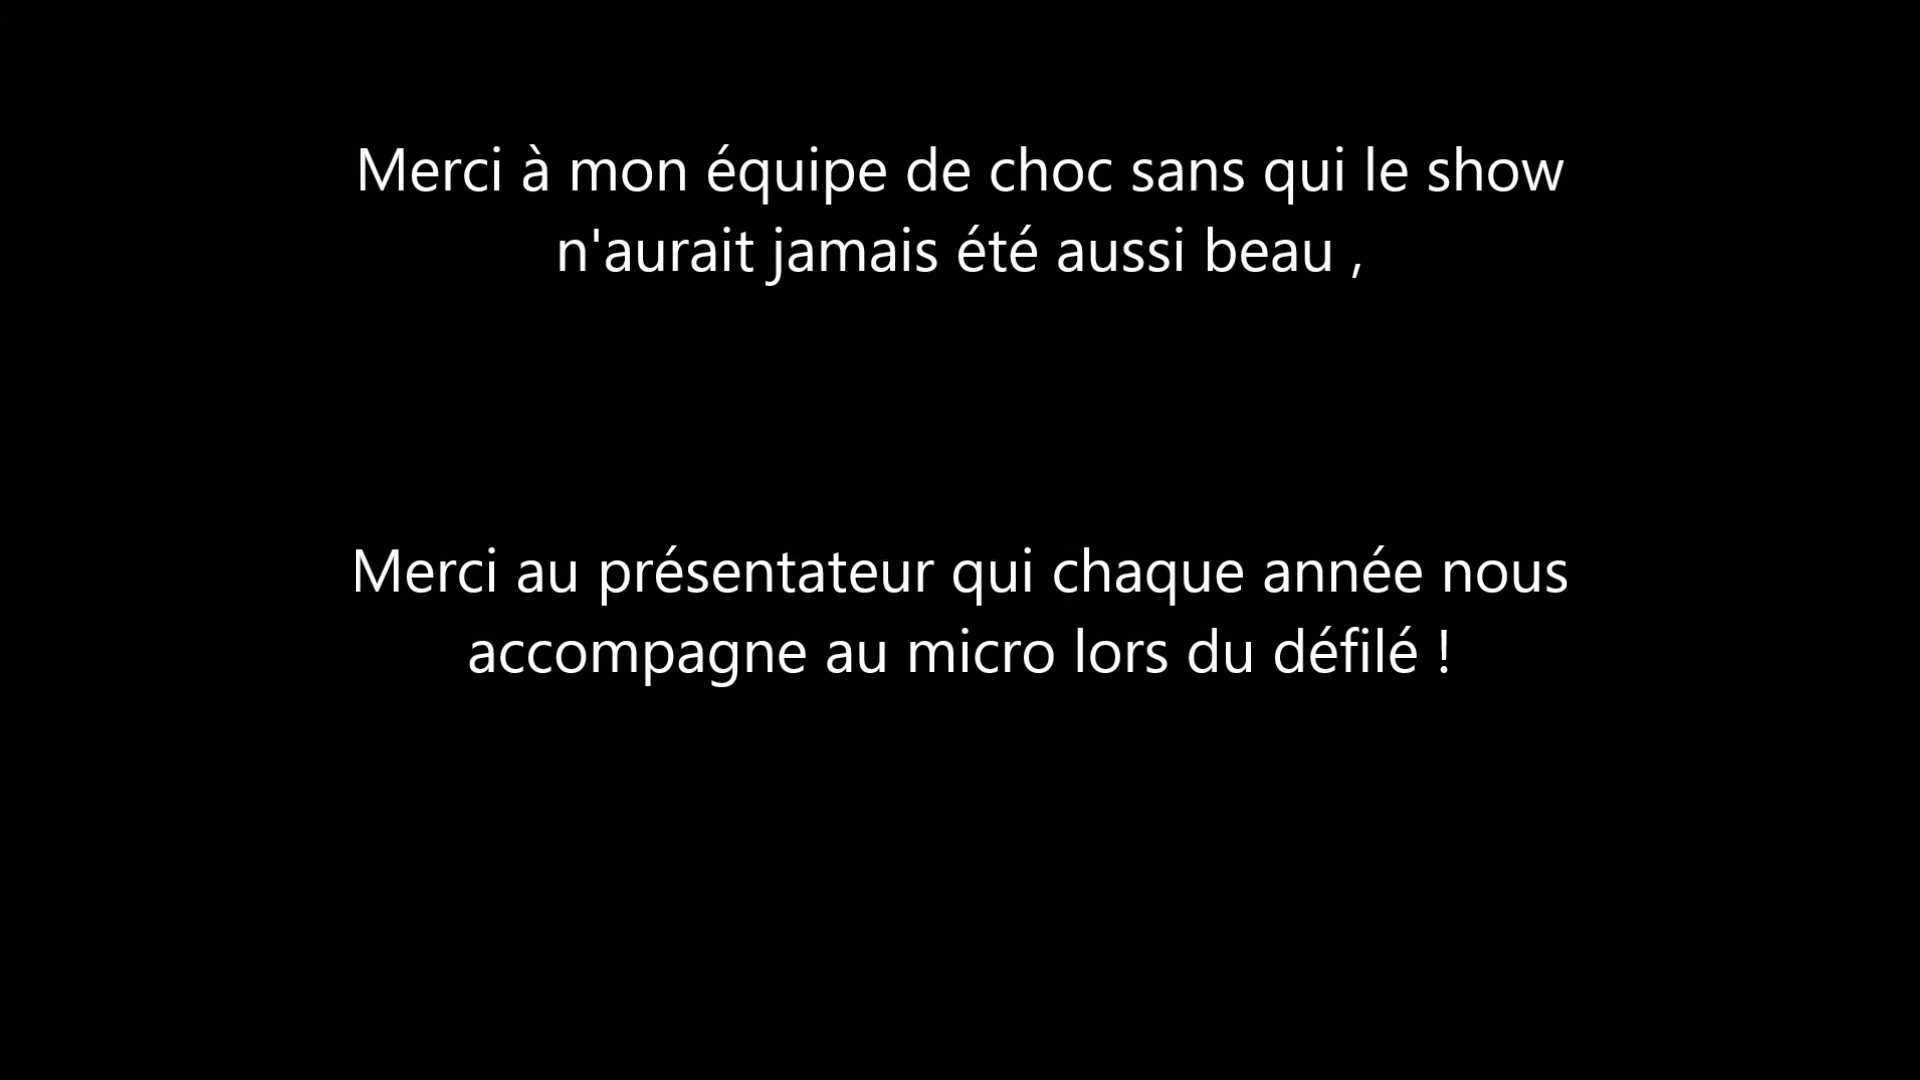 Merci à mon équipe de choc sans qui le show
n'aurait jamais été aussi beau ,
Merci au présentateur qui chaque année nous
accompagne au micro lors du défilé !